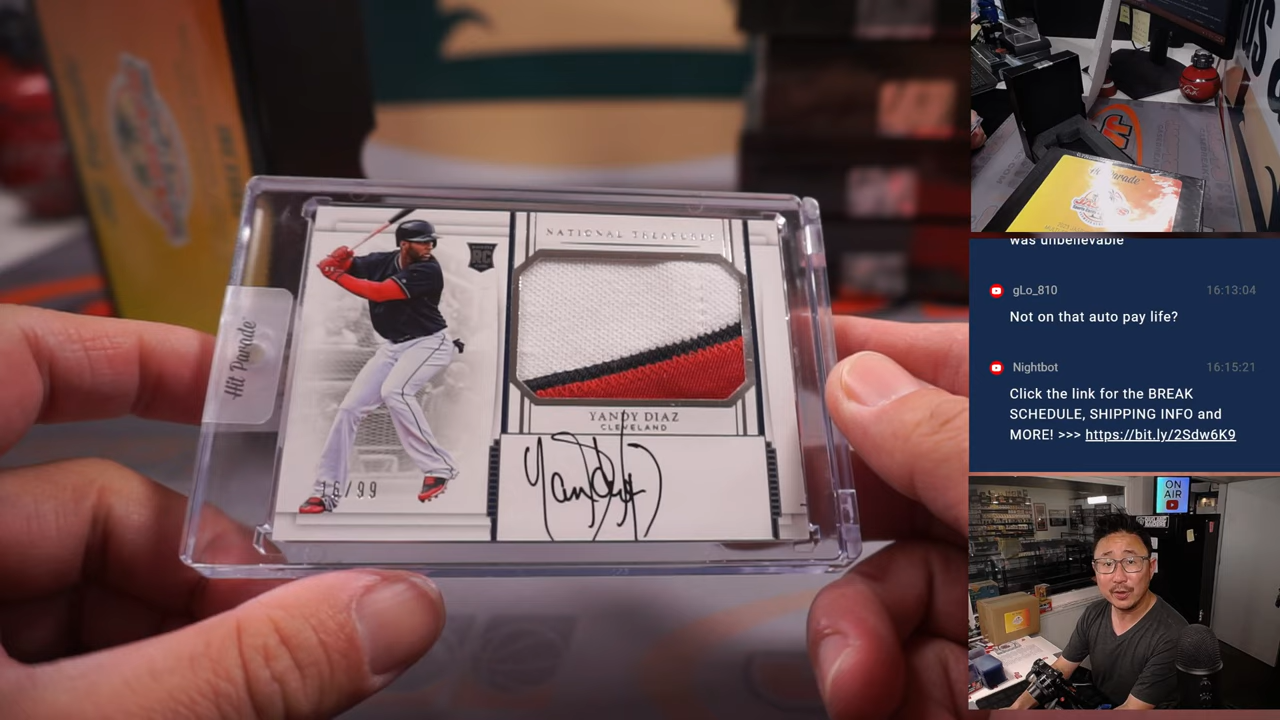 Hit Parade
RC
NATIONAL TREASURES
YANDY DIAZ
CLEVELAND
16/99
Hit Parade
was unbelievable
gLo_810
16:13:04
Not on that auto pay life?
Nightbot
16:15:21
Click the link for the BREAK
SCHEDULE, SHIPPING INFO and
MORE! >>> https://bit.ly/2Sdw6K9
ON
AIR